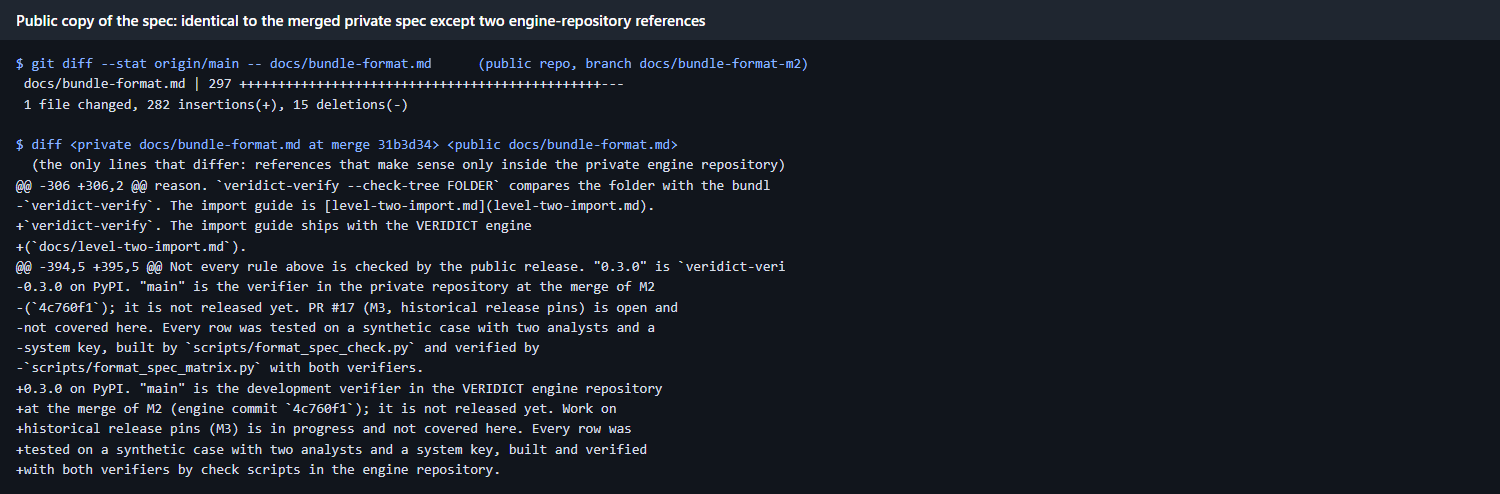 Public copy of the spec: identical to the merged private spec except two engine-repository references
$ git diff --stat origin/main -- docs/bundle-format.md      (public repo, branch docs/bundle-format-m2)
 docs/bundle-format.md | 297 +++++++++++++++++++++++++++++++++++++++++++++++---
 1 file changed, 282 insertions(+), 15 deletions(-)
$ diff <private docs/bundle-format.md at merge 31b3d34> <public docs/bundle-format.md>
  (the only lines that differ: references that make sense only inside the private engine repository)
@@ -306 +306,2 @@ reason. `veridict-verify --check-tree FOLDER` compares the folder with the bundl
-`veridict-verify`. The import guide is [level-two-import.md](level-two-import.md).
+`veridict-verify`. The import guide ships with the VERIDICT engine
+(`docs/level-two-import.md`).
@@ -394,5 +395,5 @@ Not every rule above is checked by the public release. "0.3.0" is `veridict-veri
-0.3.0 on PyPI. "main" is the verifier in the private repository at the merge of M2
-(`4c760f1`); it is not released yet. PR #17 (M3, historical release pins) is open and
-not covered here. Every row was tested on a synthetic case with two analysts and a
-system key, built by `scripts/format_spec_check.py` and verified by
-`scripts/format_spec_matrix.py` with both verifiers.
+0.3.0 on PyPI. "main" is the development verifier in the VERIDICT engine repository
+at the merge of M2 (engine commit `4c760f1`); it is not released yet. Work on
+historical release pins (M3) is in progress and not covered here. Every row was
+tested on a synthetic case with two analysts and a system key, built and verified
+with both verifiers by check scripts in the engine repository.